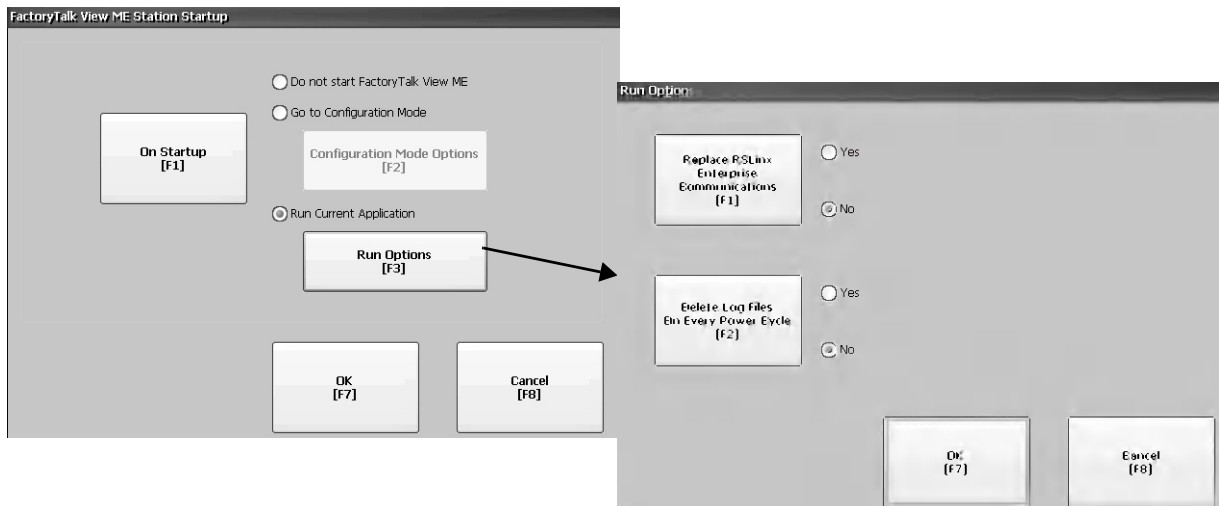 FactoryTalk View ME Station Startup
Do not start FactoryTalk View ME
Go to Configuration Mode
On Startup
[F1]
Configuration Mode Options
[F2]
Run Current Application
Run Options
[F3]
OK
[F7]
Cancel
[F8]
Run Options
Replace RSLinx
Enterprise
Communications
[F1]
Yes
No
Delete Log Files
On Every Power Cycle
[F2]
Yes
No
OK
[F7]
Cancel
[F8]